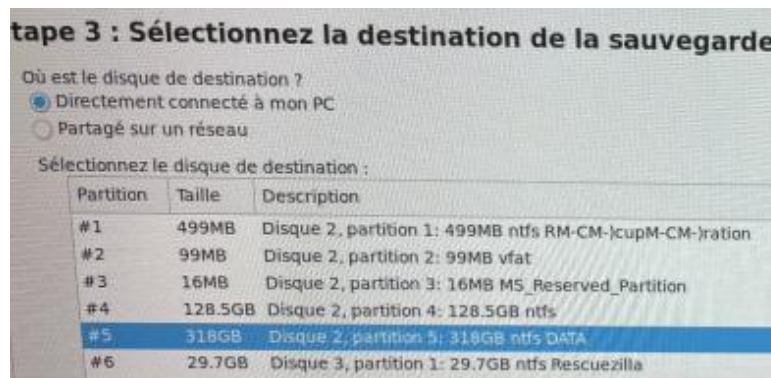 tape 3 : Sélectionnez la destination de la sauvegarde
Où est le disque de destination ?
Directement connecté à mon PC
Partagé sur un réseau
Sélectionnez le disque de destination :
Partition Taille Description
#1 499MB Disque 2, partition 1: 499MB ntfs RM-CM-)cupM-CM-)ration
#2 99MB Disque 2, partition 2: 99MB vfat
#3 16MB Disque 2, partition 3: 16MB MS_Reserved_Partition
#4 128.5GB Disque 2, partition 4: 128.5GB ntfs
#5 318GB Disque 2, partition 5: 318GB ntfs DATA
#6 29.7GB Disque 3, partition 1: 29.7GB ntfs Rescuezilla